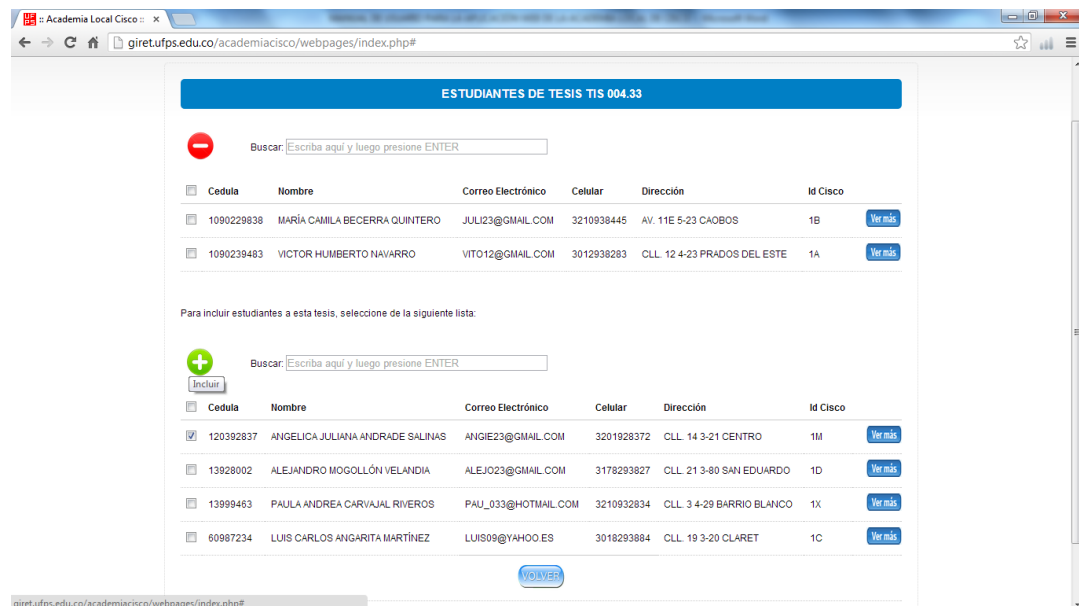 :: Academia Local Cisco ::
giret.ufps.edu.co/academiacisco/webpages/index.php#
ESTUDIANTES DE TESIS TIS 004.33
Buscar: Escriba aquí y luego presione ENTER
Cedula Nombre Correo Electrónico Celular Dirección Id Cisco
1090229838 MARÍA CAMILA BECERRA QUINTERO JULI23@GMAIL.COM 3210938445 AV. 11E 5-23 CAOBOS 1B Ver más
1090239483 VICTOR HUMBERTO NAVARRO VITO12@GMAIL.COM 3012938283 CLL. 12 4-23 PRADOS DEL ESTE 1A Ver más
Para incluir estudiantes a esta tesis, seleccione de la siguiente lista:
Buscar: Escriba aquí y luego presione ENTER
Incluir
Cedula Nombre Correo Electrónico Celular Dirección Id Cisco
120392837 ANGELICA JULIANA ANDRADE SALINAS ANGIE23@GMAIL.COM 3201928372 CLL. 14 3-21 CENTRO 1M Ver más
13928002 ALEJANDRO MOGOLLÓN VELANDIA ALEJO23@GMAIL.COM 3178293827 CLL. 21 3-80 SAN EDUARDO 1D Ver más
13999463 PAULA ANDREA CARVAJAL RIVEROS PAU_033@HOTMAIL.COM 3210932834 CLL. 3 4-29 BARRIO BLANCO 1X Ver más
60987234 LUIS CARLOS ANGARITA MARTÍNEZ LUIS09@YAHOO.ES 3018293884 CLL. 19 3-20 CLARET 1C Ver más
VOLVER
giret.ufps.edu.co/academiacisco/webpages/index.php#